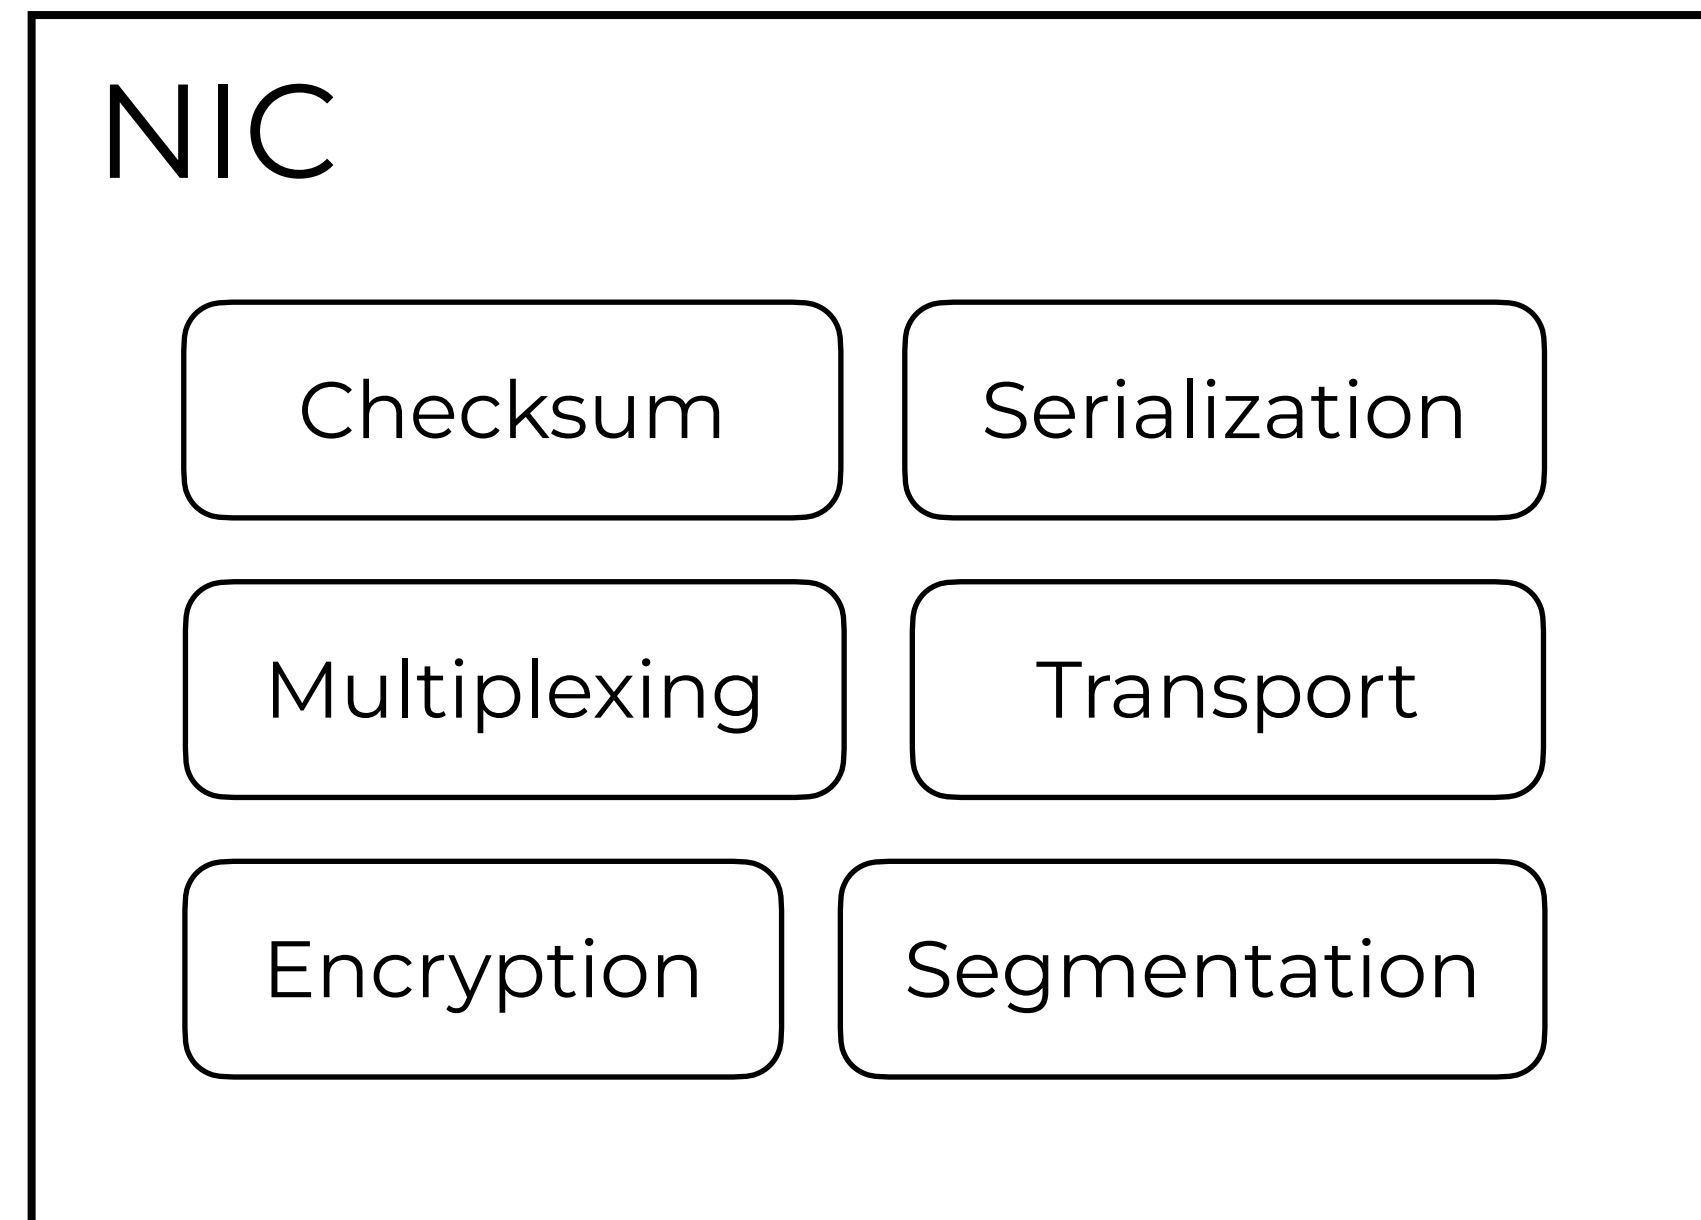 NIC
Checksum
Serialization
Multiplexing
Transport
Encryption
Segmentation